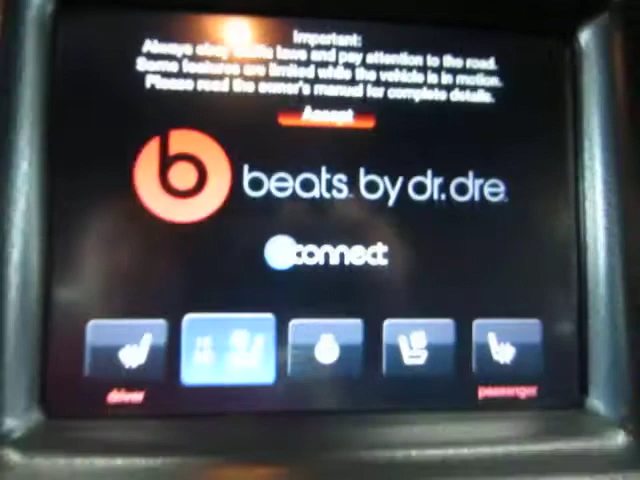 Important:
Always obey traffic laws and pay attention to the road.
Some features are limited while the vehicle is in motion.
Please read the owner's manual for complete details.
Accept
b beats by dr.dre
uconnect
driver
passenger